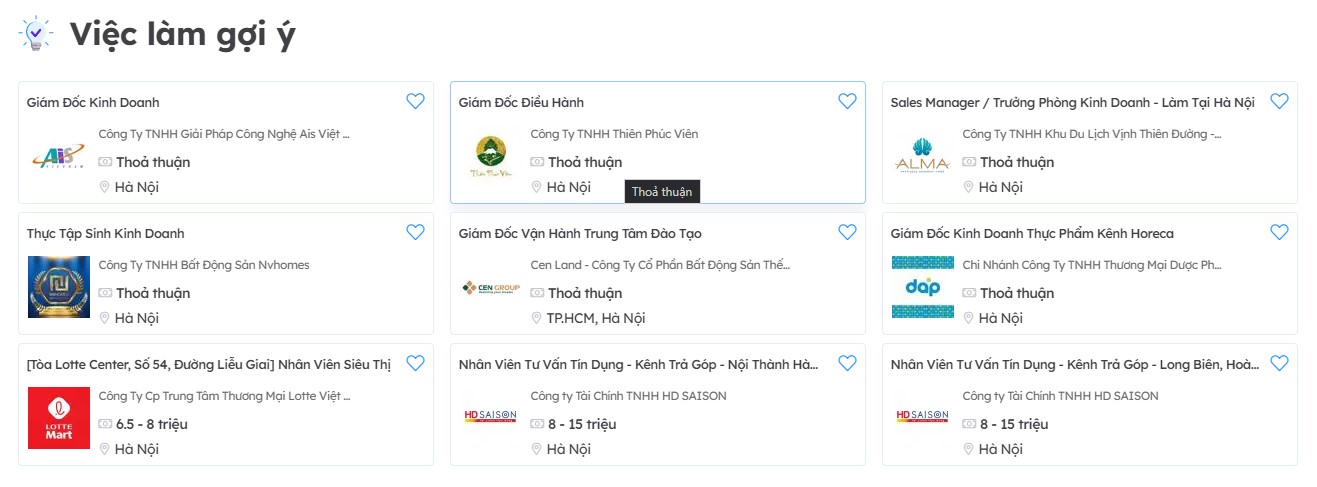 Việc làm gợi ý
Giám Đốc Kinh Doanh
Công Ty TNHH Giải Pháp Công Nghệ Ais Việt ...
AiS
Thoả thuận
Hà Nội
Giám Đốc Điều Hành
Công Ty TNHH Thiên Phúc Viên
Thoả thuận
Hà Nội
Thoả thuận
Sales Manager / Trưởng Phòng Kinh Doanh - Làm Tại Hà Nội
Công Ty TNHH Khu Du Lịch Vịnh Thiên Đường -...
ALMA
Thoả thuận
Hà Nội
Thực Tập Sinh Kinh Doanh
Công Ty TNHH Bất Động Sản Nvhomes
Thoả thuận
Hà Nội
Giám Đốc Vận Hành Trung Tâm Đào Tạo
Cen Land - Công Ty Cổ Phần Bất Động Sản Thế...
CEN GROUP
Thoả thuận
TP.HCM, Hà Nội
Giám Đốc Kinh Doanh Thực Phẩm Kênh Horeca
Chi Nhánh Công Ty TNHH Thương Mại Dược Ph...
dap
Thoả thuận
Hà Nội
[Tòa Lotte Center, Số 54, Đường Liễu Giai] Nhân Viên Siêu Thị
Công Ty Cp Trung Tâm Thương Mại Lotte Việt ...
LOTTE
Mart
6.5 - 8 triệu
Hà Nội
Nhân Viên Tư Vấn Tín Dụng - Kênh Trả Góp - Nội Thành Hà...
Công ty Tài Chính TNHH HD SAISON
HD SAISON
8 - 15 triệu
Hà Nội
Nhân Viên Tư Vấn Tín Dụng - Kênh Trả Góp - Long Biên, Hoà...
Công ty Tài Chính TNHH HD SAISON
HD SAISON
8 - 15 triệu
Hà Nội